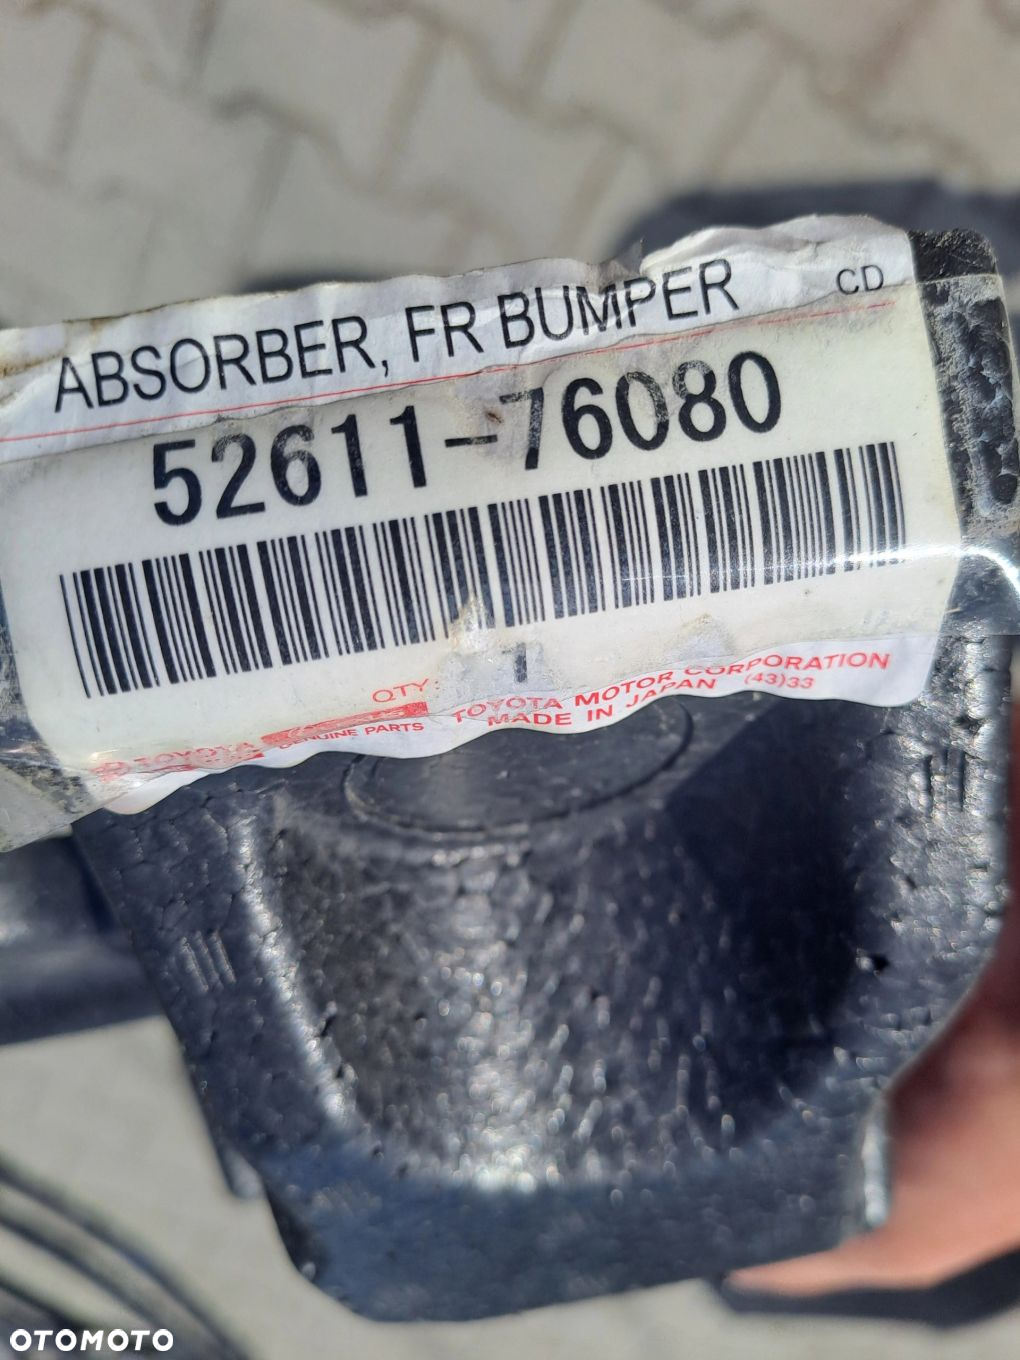 ABSORBER, FR BUMPER CD
52611-76080
QTY 1
TOYOTA GENUINE PARTS
TOYOTA MOTOR CORPORATION
MADE IN JAPAN (43)33
OTOMOTO